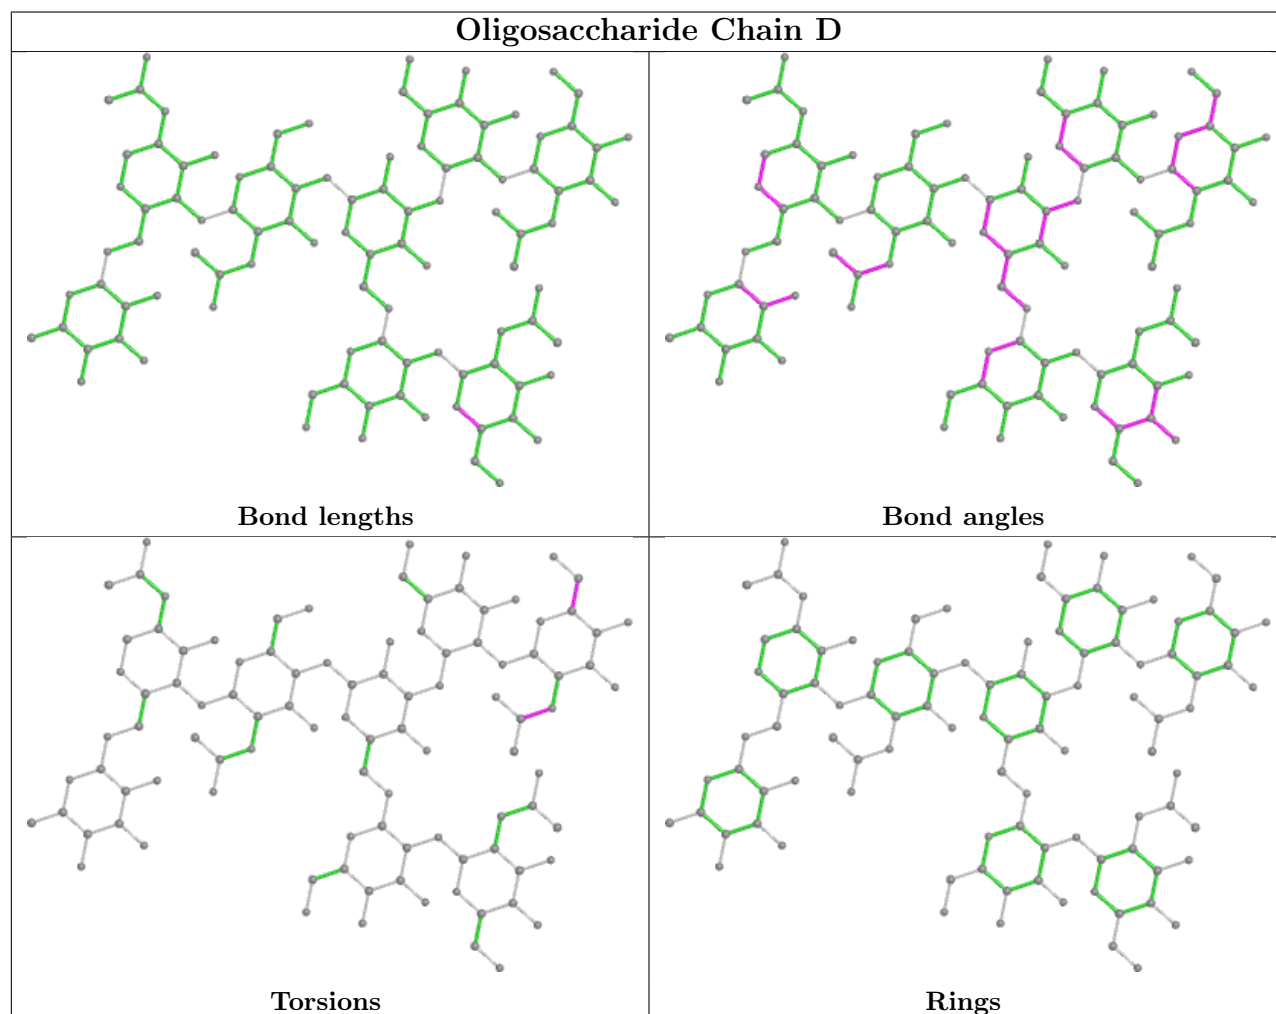 Oligosaccharide Chain D
Bond lengths
Bond angles
Torsions
Rings